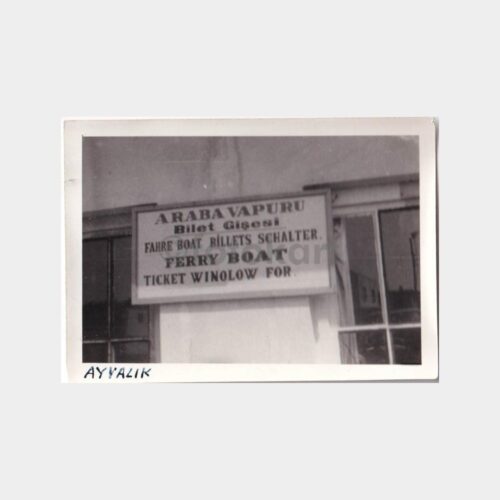 ARABA VAPURU
Bilet Gişesi
FAHRE BOAT BILLETS SCHALTER.
FERRY BOAT
TICKET WINOLOW FOR
AYVALIK